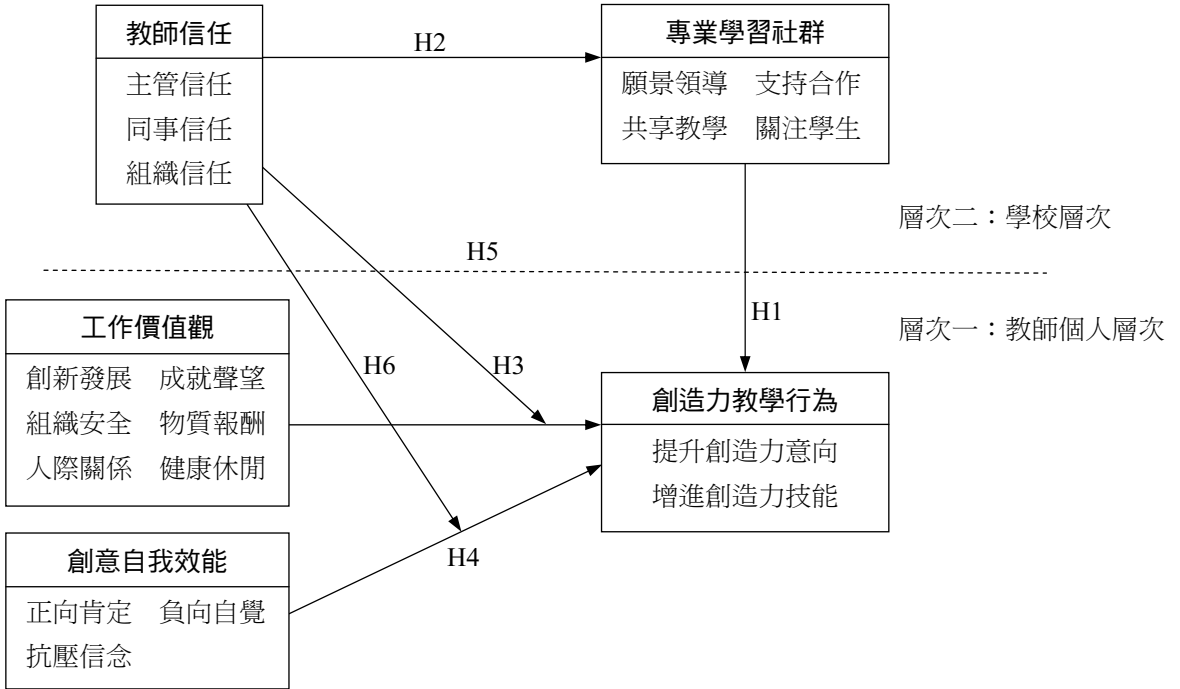 教師信任
主管信任
同事信任
組織信任
H2
專業學習社群
願景領導 支持合作
共享教學 關注學生
層次二：學校層次
H5
H1
層次一：教師個人層次
工作價值觀
創新發展 成就聲望
組織安全 物質報酬
人際關係 健康休閒
H6
H3
創造力教學行為
提升創造力意向
增進創造力技能
創意自我效能
正向肯定 負向自覺
抗壓信念
H4